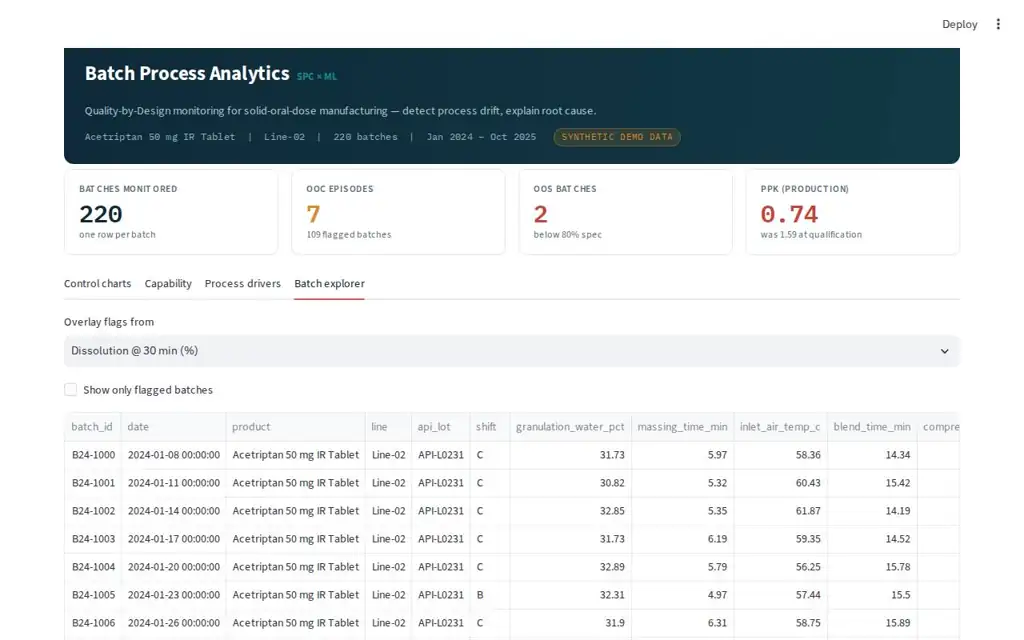 Deploy
Batch Process Analytics SPC × ML
Quality-by-Design monitoring for solid-oral-dose manufacturing — detect process drift, explain root cause.
Acetriptan 50 mg IR Tablet | Line-02 | 220 batches | Jan 2024 – Oct 2025 SYNTHETIC DEMO DATA
BATCHES MONITORED OOC EPISODES OOS BATCHES PPK (PRODUCTION)
220 7 2 0.74
one row per batch 109 flagged batches below 80% spec was 1.59 at qualification
Control charts Capability Process drivers Batch explorer
Overlay flags from
Dissolution @ 30 min (%)
Show only flagged batches
batch_id date product line api_lot shift granulation_water_pct massing_time_min inlet_air_temp_c blend_time_min compre
B24-1000 2024-01-08 00:00:00 Acetriptan 50 mg IR Tablet Line-02 API-L0231 C 31.73 5.97 58.36 14.34
B24-1001 2024-01-11 00:00:00 Acetriptan 50 mg IR Tablet Line-02 API-L0231 C 30.82 5.32 60.43 15.42
B24-1002 2024-01-14 00:00:00 Acetriptan 50 mg IR Tablet Line-02 API-L0231 C 32.85 5.35 61.87 14.19
B24-1003 2024-01-17 00:00:00 Acetriptan 50 mg IR Tablet Line-02 API-L0231 C 31.73 6.19 59.35 14.52
B24-1004 2024-01-20 00:00:00 Acetriptan 50 mg IR Tablet Line-02 API-L0231 C 32.89 5.79 56.25 15.78
B24-1005 2024-01-23 00:00:00 Acetriptan 50 mg IR Tablet Line-02 API-L0231 B 32.31 4.97 57.44 15.5
B24-1006 2024-01-26 00:00:00 Acetriptan 50 mg IR Tablet Line-02 API-L0231 C 31.9 6.31 58.75 15.89